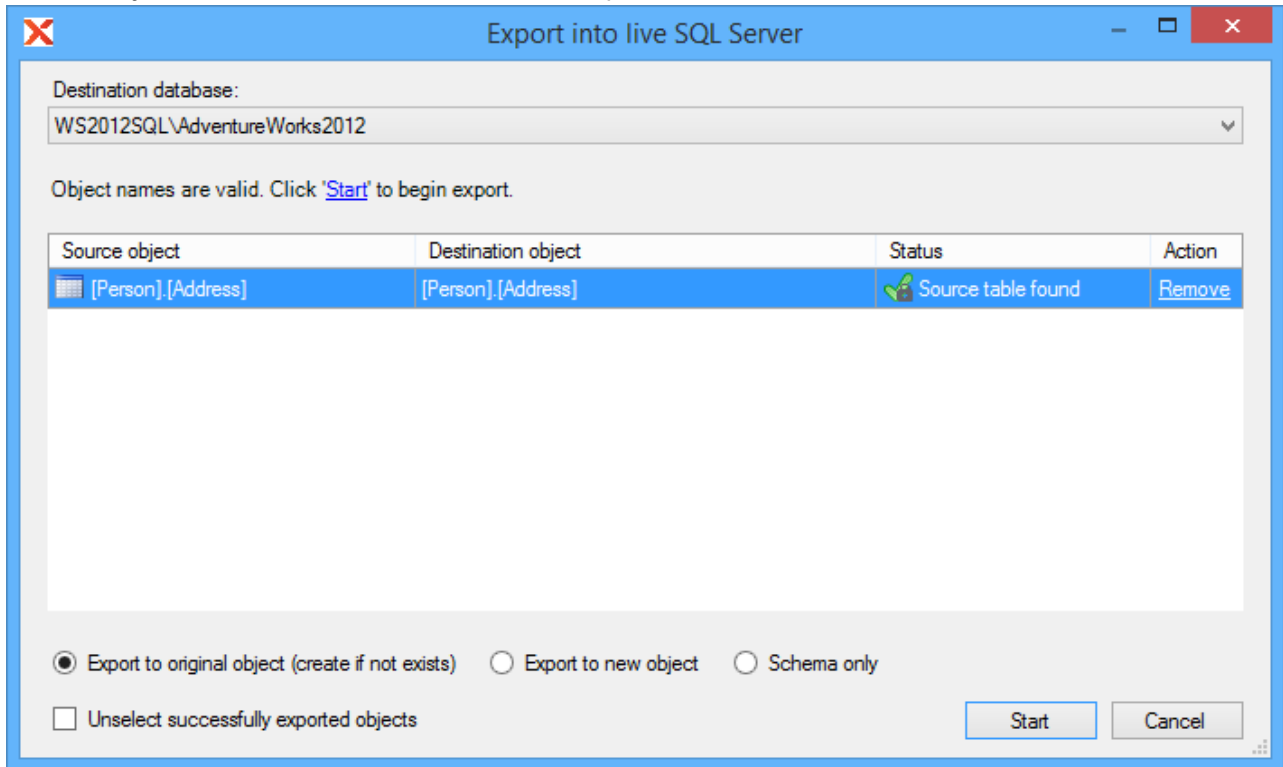 Export into live SQL Server
Destination database:
WS2012SQL\AdventureWorks2012
Object names are valid. Click 'Start' to begin export.
Source object Destination object Status Action
[Person].[Address] [Person].[Address] Source table found Remove
Export to original object (create if not exists) Export to new object Schema only
Unselect successfully exported objects Start Cancel